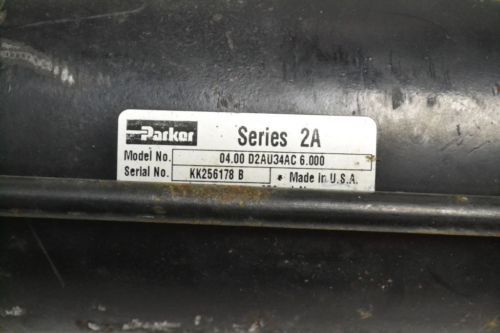 Parker Series 2A
Model No. 04.00 D2AU34AC 6.000
Serial No. KK256178 B * Made in U.S.A.